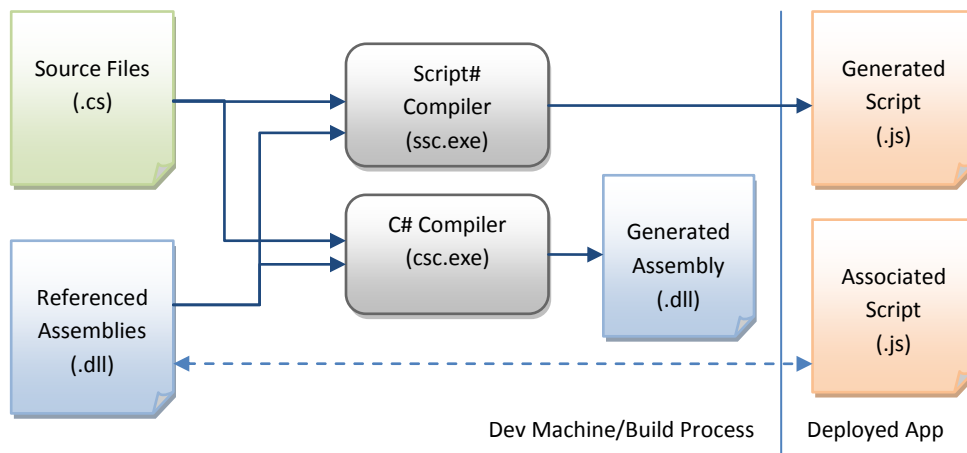 Source Files
(.cs)
Script#
Compiler
(ssc.exe)
Generated
Script
(.js)
C# Compiler
(csc.exe)
Generated
Assembly
(.dll)
Referenced
Assemblies
(.dll)
Associated
Script
(.js)
Dev Machine/Build Process
Deployed App